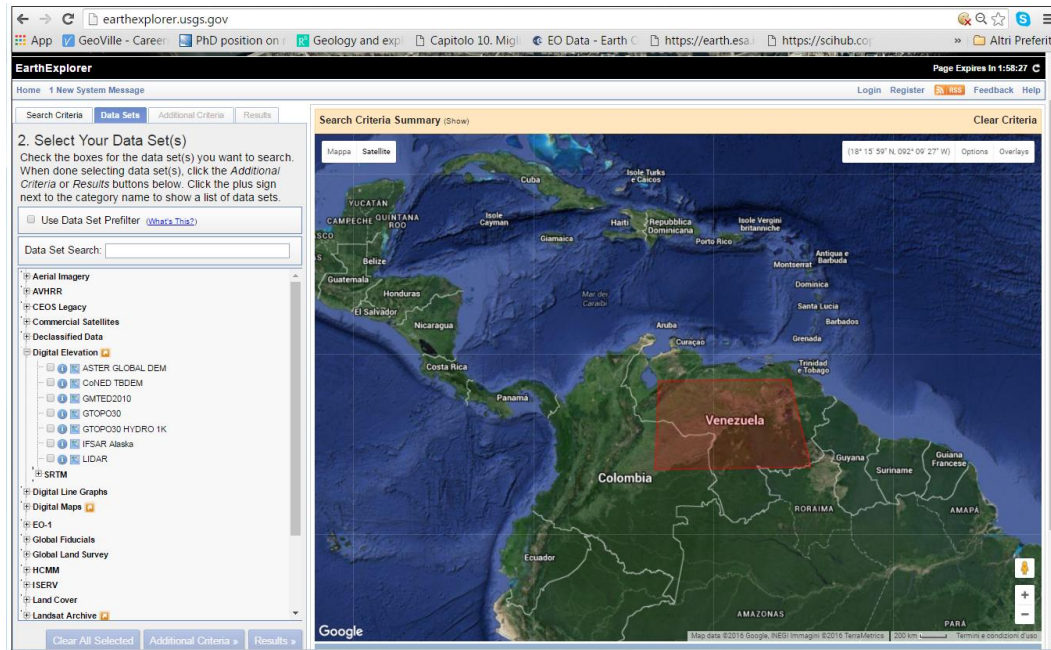 earthexplorer.usgs.gov
App GeoVille - Career PhD position on Geology and exp Capitolo 10. Migli EO Data - Earth https://earth.esa. https://scihub.co » Altri Preferit
EarthExplorer Page Expires In 1:58:27
Home 1 New System Message Login Register RSS Feedback Help
Search Criteria Data Sets Additional Criteria Results
Search Criteria Summary (Show) Clear Criteria
2. Select Your Data Set(s)
Check the boxes for the data set(s) you want to search.
When done selecting data set(s), click the Additional
Criteria or Results buttons below. Click the plus sign
next to the category name to show a list of data sets.
Use Data Set Prefilter (What's This?)
Data Set Search:
Aerial Imagery
AVHRR
CEOS Legacy
Commercial Satellites
Declassified Data
Digital Elevation
ASTER GLOBAL DEM
CoNED TBDEM
GMTED2010
GTOPO30
GTOPO30 HYDRO 1K
IFSAR Alaska
LIDAR
SRTM
Digital Line Graphs
Digital Maps
EO-1
Global Fiducials
Global Land Survey
HCMM
ISERV
Land Cover
Landsat Archive
Clear All Selected Additional Criteria » Results »
Mappa Satellite
(18° 15' 59" N, 092° 09' 27" W) Options Overlays
Cuba
Isole Turks
e Caicos
YUCATÁN
CAMPECHE QUINTANA
ROO
Isole
Cayman
Haiti
Repubblica
Dominicana
Isole Vergini
britanniche
Giamaica
Porto Rico
Belize
Antigua e
Barbuda
Montserrat
Guatemala
Dominica
Honduras
Mar dei
Caraibi
El Salvador
Santa Lucia
Nicaragua
Barbados
Aruba
Curaçao
Grenada
Costa Rica
Trinidad
e Tobago
Panamá
Venezuela
Guyana
Guiana
Francese
Suriname
Colombia
RORAIMA
AMAPÁ
Ecuador
AMAZONAS
PARÁ
Google
Map data ©2016 Google, INEGI Immagini ©2016 TerraMetrics 200 km Termini e condizioni d'uso